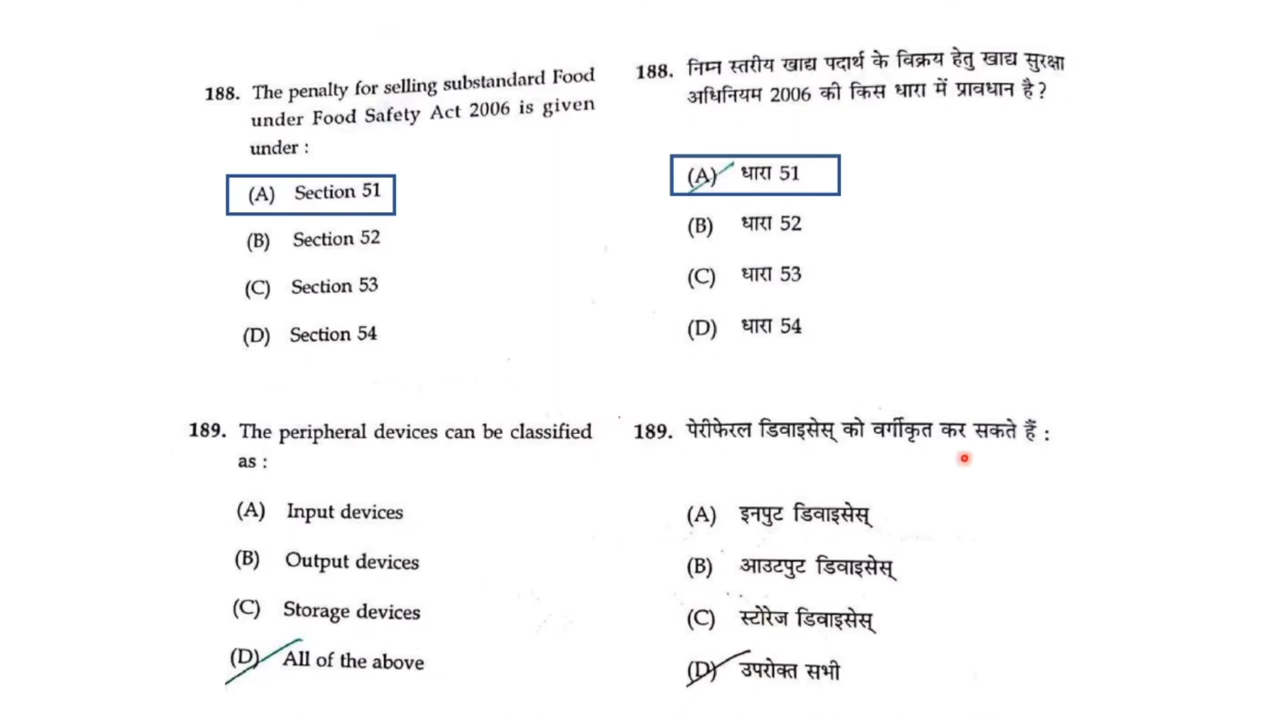 188. The penalty for selling substandard Food
under Food Safety Act 2006 is given
under :
(A) Section 51
(B) Section 52
(C) Section 53
(D) Section 54
188. निम्न स्तरीय खाद्य पदार्थ के विक्रय हेतु खाद्य सुरक्षा
अधिनियम 2006 की किस धारा में प्रावधान है ?
(A) धारा 51
(B) धारा 52
(C) धारा 53
(D) धारा 54
189. The peripheral devices can be classified
as :
(A) Input devices
(B) Output devices
(C) Storage devices
(D) All of the above
189. पेरीफेरल डिवाइसेस् को वर्गीकृत कर सकते हैं :
(A) इनपुट डिवाइसेस्
(B) आउटपुट डिवाइसेस्
(C) स्टोरेज डिवाइसेस्
(D) उपरोक्त सभी